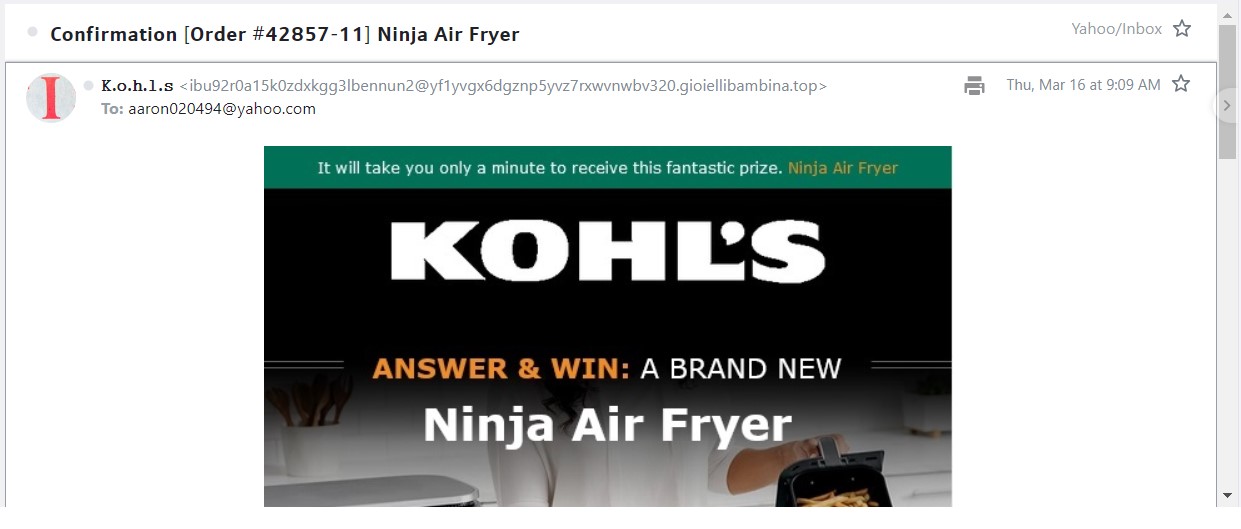 Confirmation [Order #42857-11] Ninja Air Fryer
Yahoo/Inbox
I
K.o.h.l.s <ibu92r0a15k0zdxkgg3lbennun2@yf1yvgx6dgznp5yvz7rxwvnwbv320.gioiellibambina.top>
Thu, Mar 16 at 9:09 AM
To: aaron020494@yahoo.com
It will take you only a minute to receive this fantastic prize. Ninja Air Fryer
KOHL'S
ANSWER & WIN: A BRAND NEW
Ninja Air Fryer